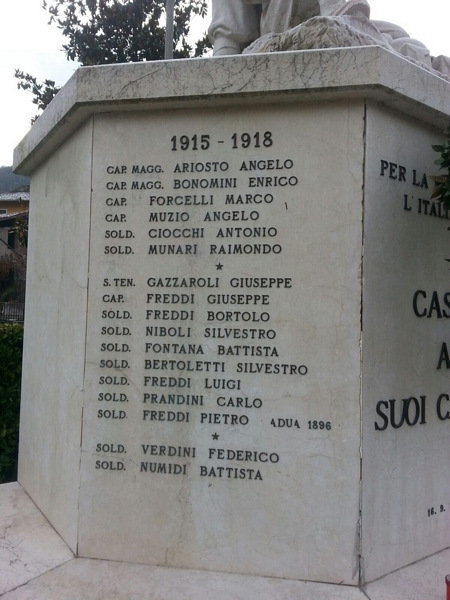 1915 - 1918
CAP. MAGG. ARIOSTO ANGELO
CAP. MAGG. BONOMINI ENRICO
CAP. FORCELLI MARCO
CAP. MUZIO ANGELO
SOLD. CIOCCHI ANTONIO
SOLD. MUNARI RAIMONDO
*
S. TEN. GAZZAROLI GIUSEPPE
CAP. FREDDI GIUSEPPE
SOLD. FREDDI BORTOLO
SOLD. NIBOLI SILVESTRO
SOLD. FONTANA BATTISTA
SOLD. BERTOLETTI SILVESTRO
SOLD. FREDDI LUIGI
SOLD. PRANDINI CARLO
SOLD. FREDDI PIETRO ADUA 1896
*
SOLD. VERDINI FEDERICO
SOLD. NUMIDI BATTISTA
PER LA
L'ITAL
CAS
A
SUOI CA
16. 9.